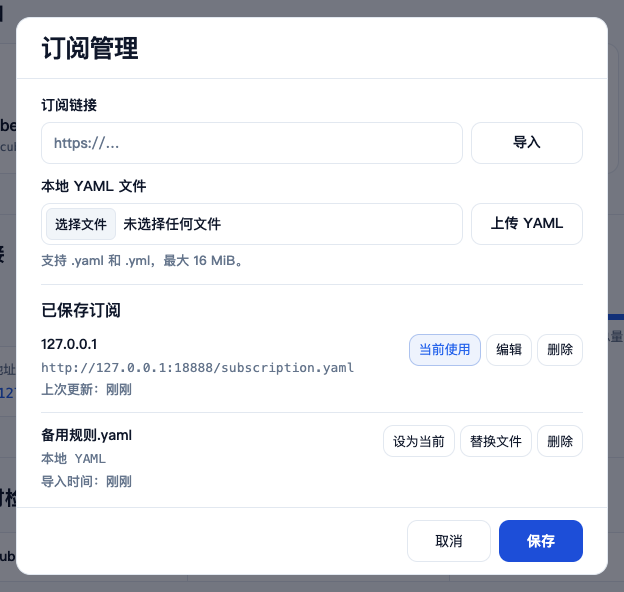 订阅管理
订阅链接
https://...
导入
本地 YAML 文件
选择文件 未选择任何文件
上传 YAML
支持 .yaml 和 .yml，最大 16 MiB。
已保存订阅
127.0.0.1
当前使用 编辑 删除
http://127.0.0.1:18888/subscription.yaml
上次更新：刚刚
备用规则.yaml
设为当前 替换文件 删除
本地 YAML
导入时间：刚刚
取消 保存